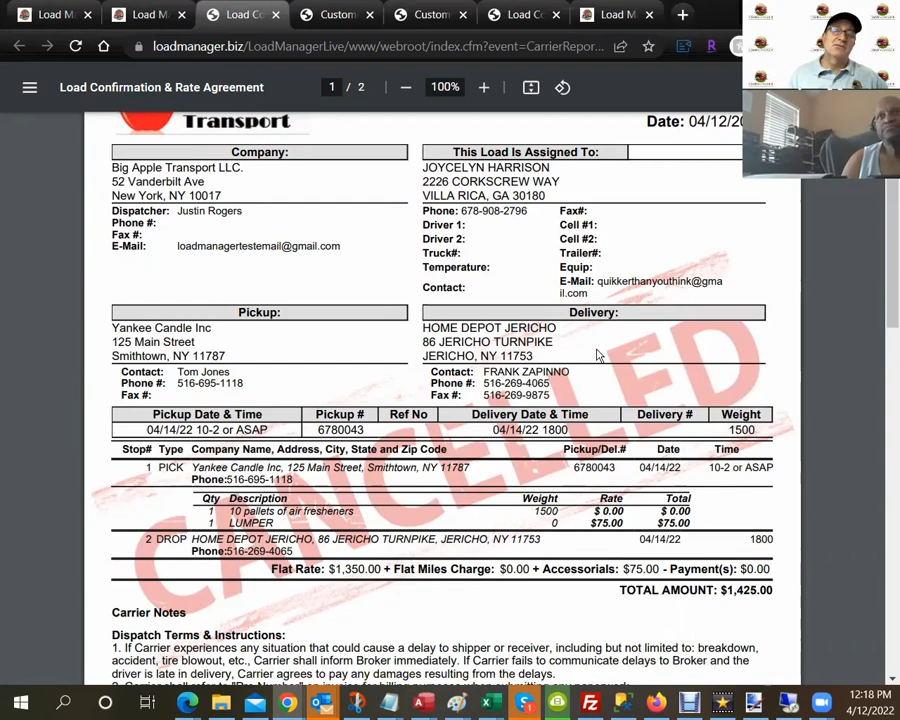 Load M
Load M
Load Co
Custom
Custom
Load Co
Load M
loadmanager.biz/LoadManagerLive/www/webroot/index.cfm?event=CarrierRepor...
Load Confirmation & Rate Agreement
1 / 2
100%
Transport
Date: 04/12/20
Company:
This Load Is Assigned To:
Big Apple Transport LLC.
JOYCELYN HARRISON
52 Vanderbilt Ave
2226 CORKSCREW WAY
New York, NY 10017
VILLA RICA, GA 30180
Dispatcher: Justin Rogers
Phone: 678-908-2796 Fax#:
Phone #:
Driver 1: Cell #1:
Fax #:
Driver 2: Cell #2:
E-Mail: loadmanagertestemail@gmail.com
Truck#: Trailer#:
Temperature: Equip:
Contact: E-Mail: quikkerthanyouthink@gma
il.com
Pickup:
Delivery:
Yankee Candle Inc
HOME DEPOT JERICHO
125 Main Street
86 JERICHO TURNPIKE
Smithtown, NY 11787
JERICHO, NY 11753
Contact: Tom Jones
Contact: FRANK ZAPINNO
Phone #: 516-695-1118
Phone #: 516-269-4065
Fax #:
Fax #: 516-269-9875
Pickup Date & Time Pickup # Ref No Delivery Date & Time Delivery # Weight
04/14/22 10-2 or ASAP 6780043 04/14/22 1800 1500
Stop# TYPE Company Name, Address, City, State and Zip Code Pickup/Del.# Date Time
1 PICK Yankee Candle Inc, 125 Main Street, Smithtown, NY 11787 6780043 04/14/22 10-2 or ASAP
Phone:516-695-1118
Qty Description Weight Rate Total
1 10 pallets of air fresheners 1500 $ 0.00 $ 0.00
1 LUMPER 0 $75.00 $75.00
2 DROP HOME DEPOT JERICHO, 86 JERICHO TURNPIKE, JERICHO, NY 11753 04/14/22 1800
Phone:516-269-4065
Flat Rate: $1,350.00 + Flat Miles Charge: $0.00 + Accessorials: $75.00 - Payment(s): $0.00
TOTAL AMOUNT: $1,425.00
CANCELLED
Carrier Notes
Dispatch Terms & Instructions:
1. If Carrier experiences any situation that could cause a delay to shipper or receiver, including but not limited to: breakdown,
accident, tire blowout, etc., Carrier shall inform Broker immediately. If Carrier fails to communicate delays to Broker and the
driver is late in delivery, Carrier agrees to pay any damages resulting from the delays.
12:18 PM
4/12/2022